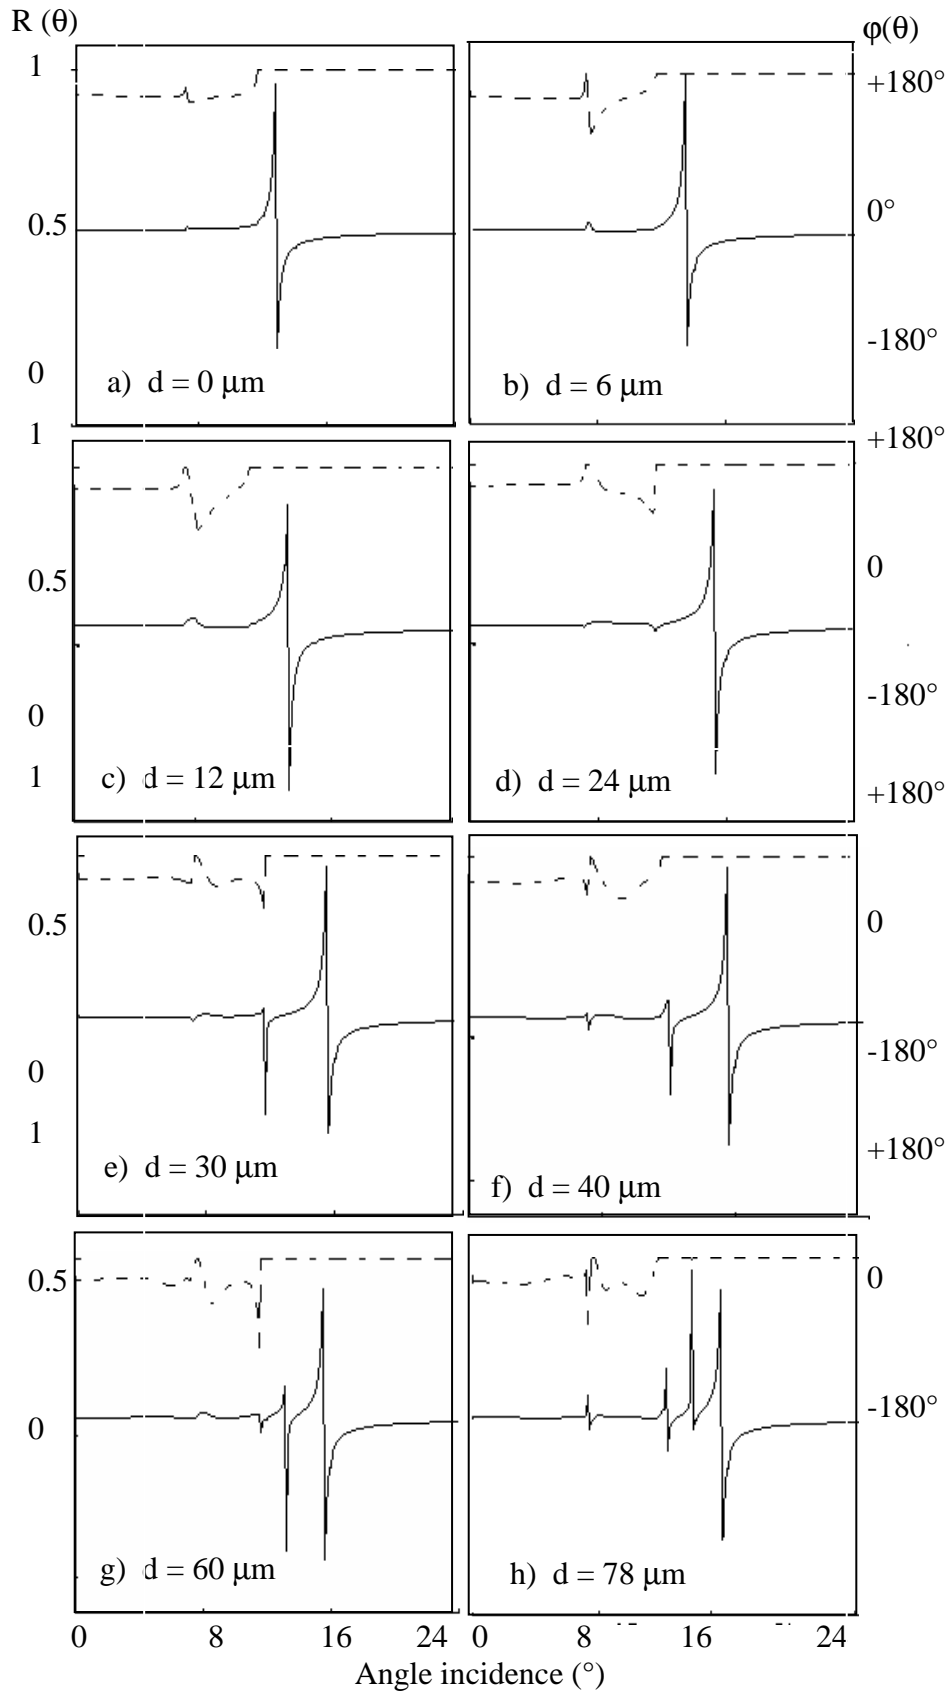 R (θ)
φ(θ)
1
+180°
0.5
0°
-180°
0
a) d = 0 μm
b) d = 6 μm
1
+180°
0.5
0
-180°
0
c) d = 12 μm
d) d = 24 μm
1
+180°
0.5
0
-180°
0
1
+180°
e) d = 30 μm
f) d = 40 μm
0.5
0
0
-180°
g) d = 60 μm
h) d = 78 μm
0 8 16 24
0 16 24
Angle incidence (°)